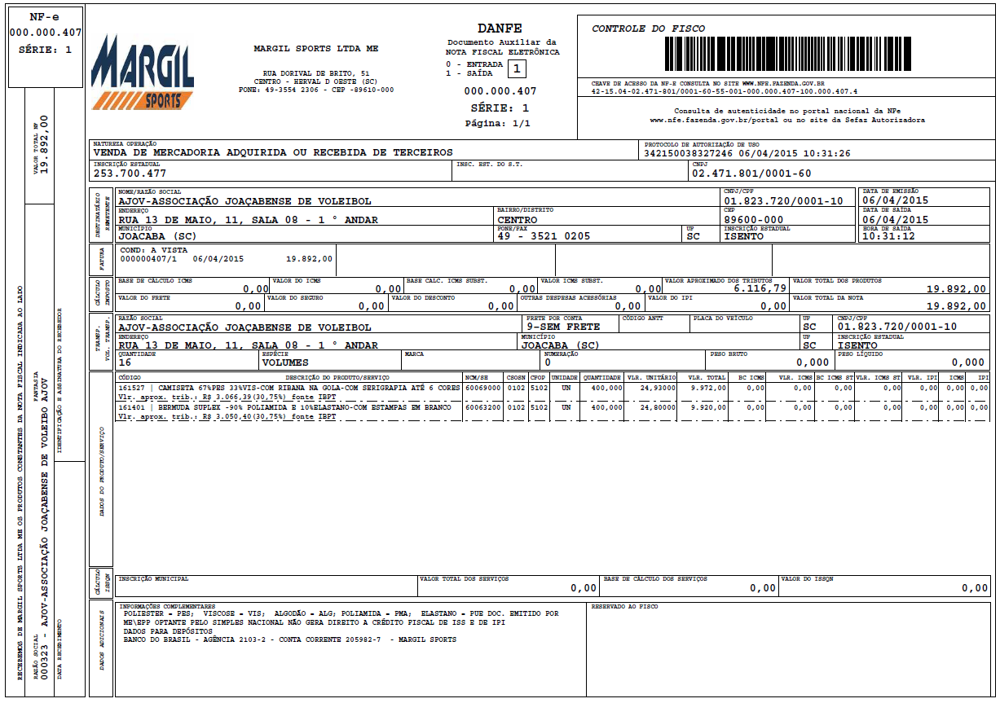 NF-e
000.000.407
SÉRIE: 1
MARGIL
SPORTS
MARGIL SPORTS LTDA ME
RUA DORIVAL DE BRITO, 51
CENTRO - HERVAL D OESTE (SC)
FONE: 49-3554 2306 - CEP -89610-000
DANFE
Documento Auxiliar da
NOTA FISCAL ELETRÔNICA
0 - ENTRADA
1 - SAÍDA
1
000.000.407
SÉRIE: 1
Página: 1/1
CONTROLE DO FISCO
CHAVE DE ACESSO DA NF-E CONSULTA NO SITE WWW.NFE.FAZENDA.GOV.BR
42-15.04-02.471-801/0001-60-55-001-000.000.407-100.000.407.4
Consulta de autenticidade no portal nacional da NFe
www.nfe.fazenda.gov.br/portal ou no site da Sefaz Autorizadora
NATUREZA OPERAÇÃO
VENDA DE MERCADORIA ADQUIRIDA OU RECEBIDA DE TERCEIROS
PROTOCOLO DE AUTORIZAÇÃO DE USO
342150038327246 06/04/2015 10:31:26
INSCRIÇÃO ESTADUAL
253.700.477
INSC. EST. DO S.T.
CNPJ
02.471.801/0001-60
DESTINATÁRIO
REMETENTE
NOME/RAZÃO SOCIAL
AJOV-ASSOCIAÇÃO JOAÇABENSE DE VOLEIBOL
CNPJ/CPF
01.823.720/0001-10
DATA DE EMISSÃO
06/04/2015
ENDEREÇO
RUA 13 DE MAIO, 11, SALA 08 - 1 ° ANDAR
BAIRRO/DISTRITO
CENTRO
CEP
89600-000
DATA DE SAÍDA
06/04/2015
MUNICÍPIO
JOACABA (SC)
FONE/FAX
49 - 3521 0205
UF
SC
INSCRIÇÃO ESTADUAL
ISENTO
HORA DE SAÍDA
10:31:12
FATURA
COND: A VISTA
000000407/1 06/04/2015 19.892,00
CÁLCULO
IMPOSTO
BASE DE CÁLCULO ICMS
0,00
VALOR DO ICMS
0,00
BASE CALC. ICMS SUBST.
0,00
VALOR ICMS SUBST.
0,00
VALOR APROXIMADO DOS TRIBUTOS
6.116,79
VALOR TOTAL DOS PRODUTOS
19.892,00
VALOR DO FRETE
0,00
VALOR DO SEGURO
0,00
VALOR DO DESCONTO
0,00
OUTRAS DESPESAS ACESSÓRIAS
0,00
VALOR DO IPI
0,00
VALOR TOTAL DA NOTA
19.892,00
TRANSP.
VOL. TRANSP.
RAZÃO SOCIAL
AJOV-ASSOCIAÇÃO JOAÇABENSE DE VOLEIBOL
FRETE POR CONTA
9-SEM FRETE
CÓDIGO ANTT
PLACA DO VEÍCULO
UF
SC
CNPJ/CPF
01.823.720/0001-10
ENDEREÇO
RUA 13 DE MAIO, 11, SALA 08 - 1 ° ANDAR
MUNICÍPIO
JOACABA (SC)
UF
SC
INSCRIÇÃO ESTADUAL
ISENTO
QUANTIDADE
16
ESPÉCIE
VOLUMES
MARCA
NUMERAÇÃO
0
PESO BRUTO
0,000
PESO LÍQUIDO
0,000
DADOS DO PRODUTO/SERVIÇO
CÓDIGO DESCRIÇÃO DO PRODUTO/SERVIÇO NCM/SH CSOSN CFOP UNIDADE QUANTIDADE VLR. UNITÁRIO VLR. TOTAL BC ICMS VLR. ICMS BC ICMS ST VLR. ICMS ST VLR. IPI ICMS IPI
161527 | CAMISETA 67%PES 33%VIS-COM RIBANA NA GOLA-COM SERIGRAFIA ATÉ 6 CORES 60069000 0102 5102 UN 400,000 24,93000 9.972,00 0,00 0,00 0,00 0,00 0,00 0,00 0,00
Vlr. aprox. trib.: R$ 3.066,39(30,75%) fonte IBPT
161401 | BERMUDA SUPLEX -90% POLIAMIDA E 10%ELASTANO-COM ESTAMPAS EM BRANCO 60063200 0102 5102 UN 400,000 24,80000 9.920,00 0,00 0,00 0,00 0,00 0,00 0,00 0,00
Vlr. aprox. trib.: R$ 3.050,40(30,75%) fonte IBPT
CÁLCULO
ISSQN
INSCRIÇÃO MUNICIPAL
VALOR TOTAL DOS SERVIÇOS
0,00
BASE DE CÁLCULO DOS SERVIÇOS
0,00
VALOR DO ISSQN
0,00
DADOS ADICIONAIS
INFORMAÇÕES COMPLEMENTARES
POLIESTER = PES; VISCOSE = VIS; ALGODÃO = ALG; POLIAMIDA = PMA; ELASTANO = PUE DOC. EMITIDO POR
ME\EPP OPTANTE PELO SIMPLES NACIONAL NÃO GERA DIREITO A CRÉDITO FISCAL DE ISS E DE IPI
DADOS PARA DEPÓSITOS
BANCO DO BRASIL - AGÊNCIA 2103-2 - CONTA CORRENTE 205982-7 - MARGIL SPORTS
RESERVADO AO FISCO
RECEBEMOS DE MARGIL SPORTS LTDA ME OS PRODUTOS CONSTANTES DA NOTA FISCAL INDICADA AO LADO
RAZÃO SOCIAL FANTASIA
000323 - AJOV-ASSOCIAÇÃO JOAÇABENSE DE VOLEIBO AJOV
VALOR TOTAL NF
19.892,00
DATA RECEBIMENTO
IDENTIFICAÇÃO E ASSINATURA DO RECEBEDOR